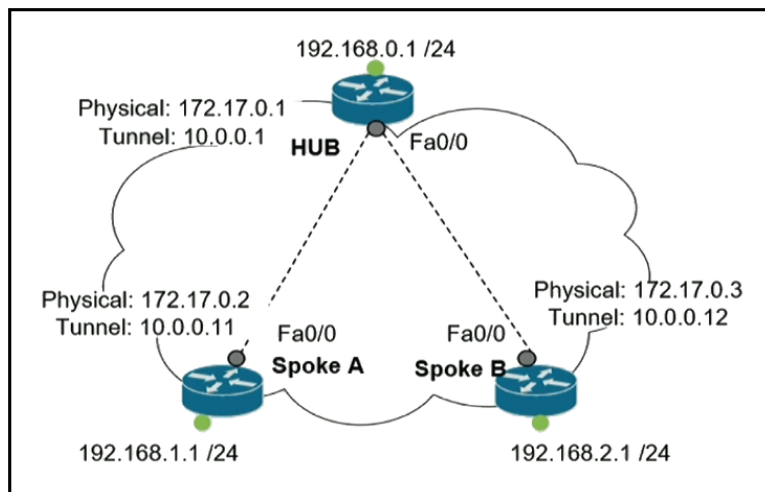 192.168.0.1 /24
Physical: 172.17.0.1
Tunnel: 10.0.0.1
HUB
Fa0/0
Physical: 172.17.0.2
Tunnel: 10.0.0.11
Fa0/0
Spoke A
192.168.1.1 /24
Physical: 172.17.0.3
Tunnel: 10.0.0.12
Fa0/0
Spoke B
192.168.2.1 /24